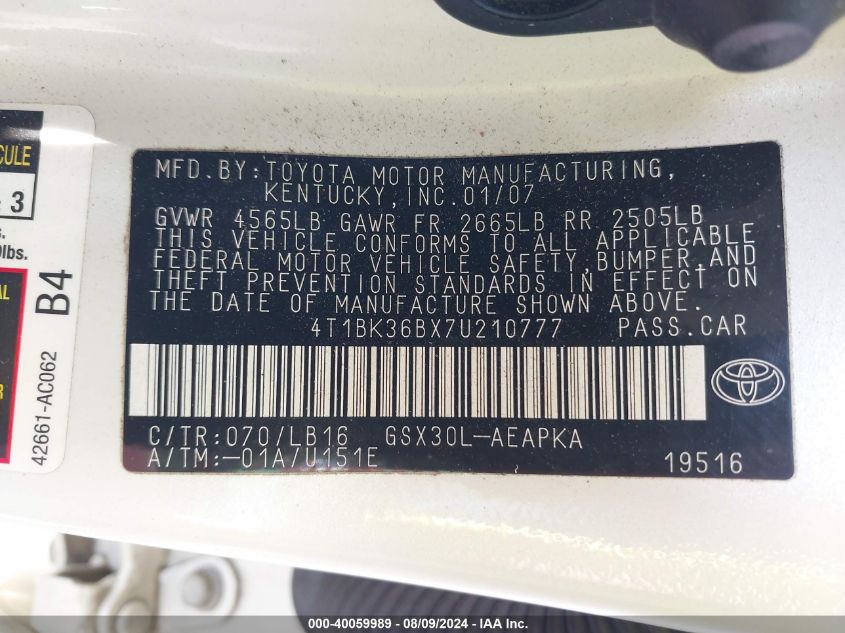 MFD. BY: TOYOTA MOTOR MANUFACTURING,
KENTUCKY, INC. 01/07
GVWR 4565LB GAWR FR 2665LB RR 2505LB
THIS VEHICLE CONFORMS TO ALL APPLICABLE
FEDERAL MOTOR VEHICLE SAFETY, BUMPER, AND
THEFT PREVENTION STANDARDS IN EFFECT ON
THE DATE OF MANUFACTURE SHOWN ABOVE.
4T1BK36BX7U210777 PASS.CAR
C/TR:070/LB16 GSX30L-AEAPKA
A/TM:-01A/U151E
19516
3
lbs.
B4
42661-AC062
000-40059989 - 08/09/2024 - IAA Inc.